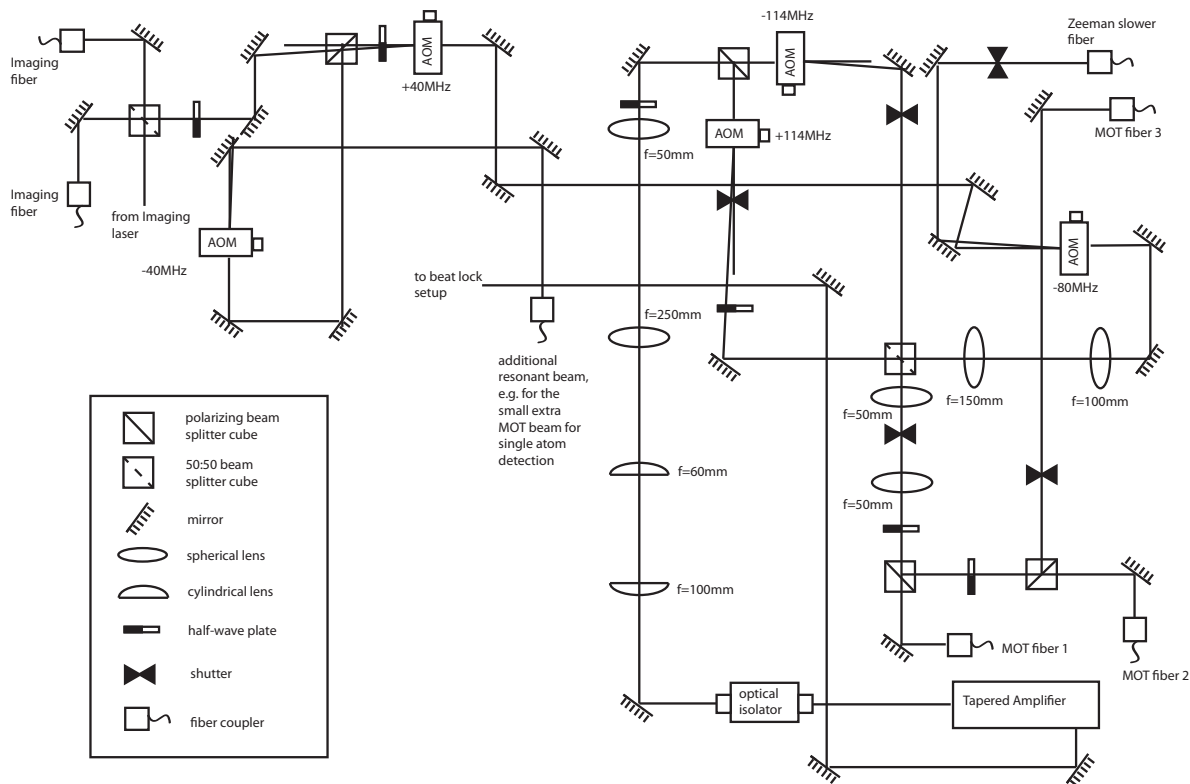 -114MHz
Zeeman slower
fiber
Imaging
fiber
AOM
+40MHz
AOM
MOT fiber 3
AOM
+114MHz
f=50mm
Imaging
fiber
from Imaging
laser
AOM
-40MHz
AOM
-80MHz
to beat lock
setup
f=250mm
additional
resonant beam,
e.g. for the
small extra
MOT beam for
single atom
detection
f=150mm
f=100mm
f=50mm
f=60mm
f=50mm
f=100mm
polarizing beam
splitter cube
50:50 beam
splitter cube
mirror
spherical lens
cylindrical lens
half-wave plate
shutter
fiber coupler
MOT fiber 1
MOT fiber 2
optical
isolator
Tapered Amplifier